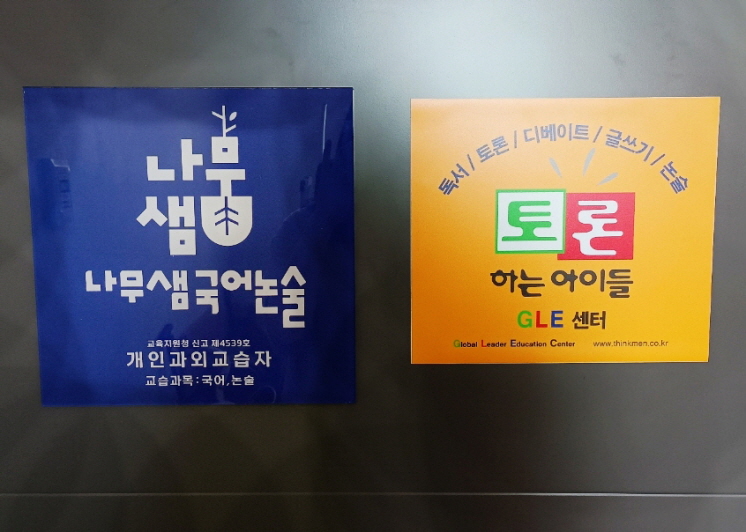 나무
샘
나무샘국어논술
교육지원청 신고 제4539호
개인과외교습자
교습과목:국어,논술
독서/토론/디베이트/글쓰기/논술
토론
하는 아이들
GLE 센터
Global Leader Education Center www.thinkman.co.kr